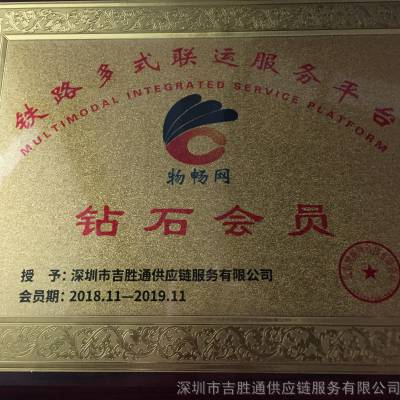 铁路多式联运服务平台
MULTIMODAL INTEGRATED SERVICE PLATFORM
物畅网
钻石会员
授 予：深圳市吉胜通供应链服务有限公司
会员期：2018.11—2019.11
深圳市吉胜通供应链服务有限公司